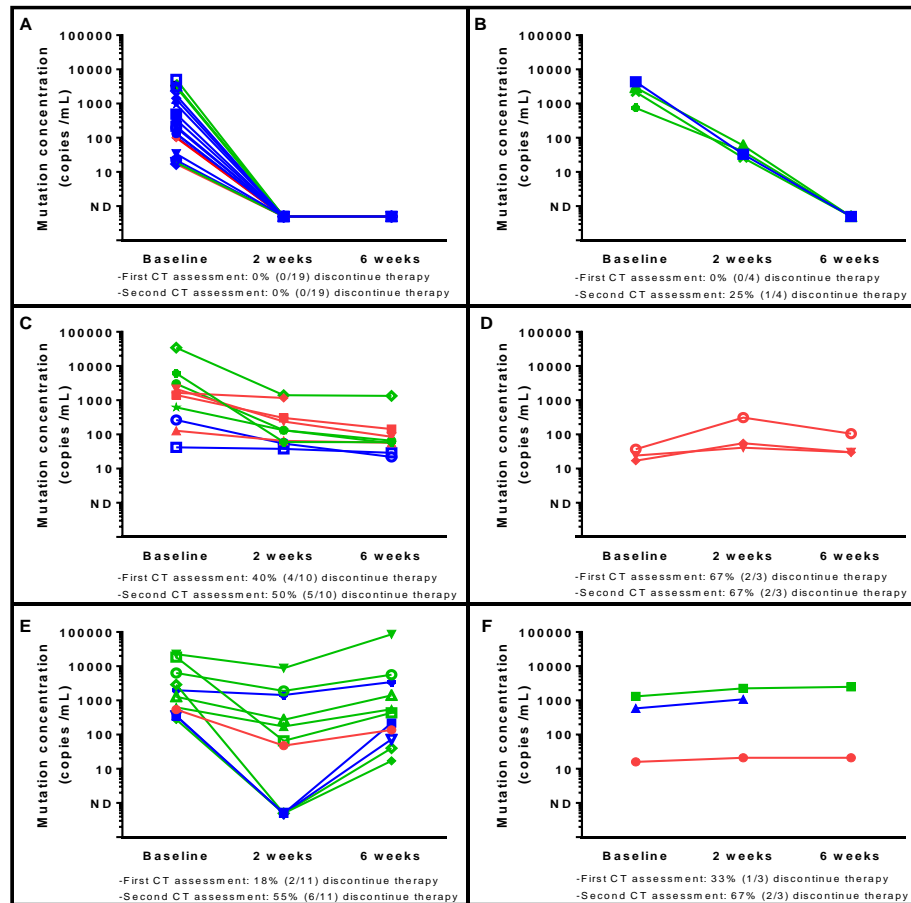 A
Mutation concentration
(copies /mL)
100000
10000
1000
100
10
ND
Baseline 2 weeks 6 weeks
-First CT assessment: 0% (0/19) discontinue therapy
-Second CT assessment: 0% (0/19) discontinue therapy
B
Mutation concentration
(copies /mL)
100000
10000
1000
100
10
ND
Baseline 2 weeks 6 weeks
-First CT assessment: 0% (0/4) discontinue therapy
-Second CT assessment: 25% (1/4) discontinue therapy
C
Mutation concentration
(copies /mL)
100000
10000
1000
100
10
ND
Baseline 2 weeks 6 weeks
-First CT assessment: 40% (4/10) discontinue therapy
-Second CT assessment: 50% (5/10) discontinue therapy
D
Mutation concentration
(copies /mL)
100000
10000
1000
100
10
ND
Baseline 2 weeks 6 weeks
-First CT assessment: 67% (2/3) discontinue therapy
-Second CT assessment: 67% (2/3) discontinue therapy
E
Mutation concentration
(copies /mL)
100000
10000
1000
100
10
ND
Baseline 2 weeks 6 weeks
-First CT assessment: 18% (2/11) discontinue therapy
-Second CT assessment: 55% (6/11) discontinue therapy
F
Mutation concentration
(copies /mL)
100000
10000
1000
100
10
ND
Baseline 2 weeks 6 weeks
-First CT assessment: 33% (1/3) discontinue therapy
-Second CT assessment: 67% (2/3) discontinue therapy